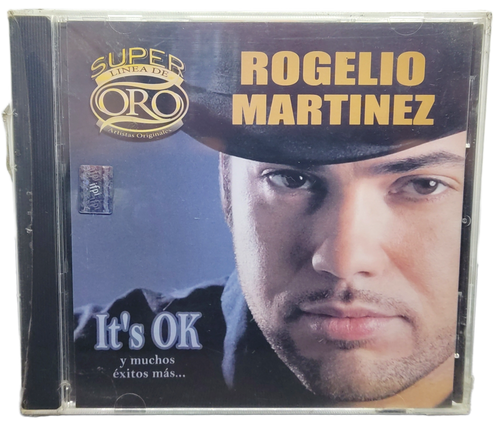 SUPER
LINEA DE
ORO
Artistas Originales
ROGELIO
MARTINEZ
It's OK
y muchos
éxitos más...